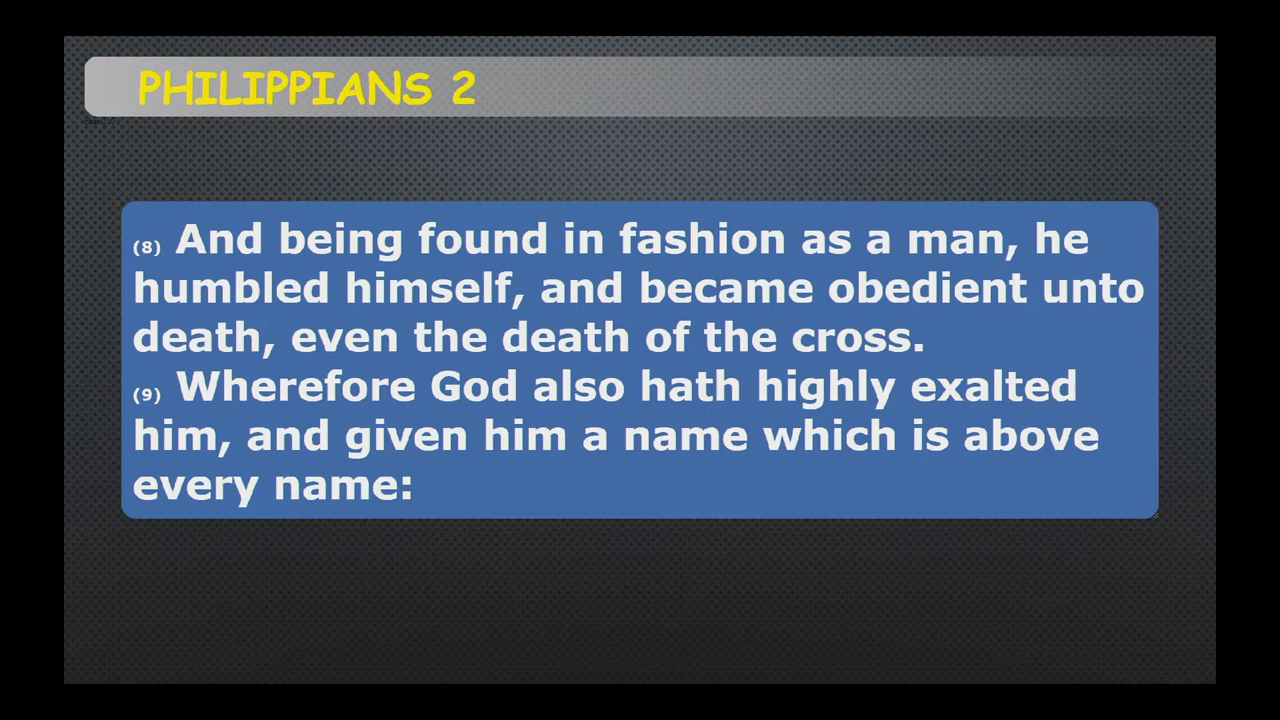 PHILIPPIANS 2
(8) And being found in fashion as a man, he
humbled himself, and became obedient unto
death, even the death of the cross.
(9) Wherefore God also hath highly exalted
him, and given him a name which is above
every name: